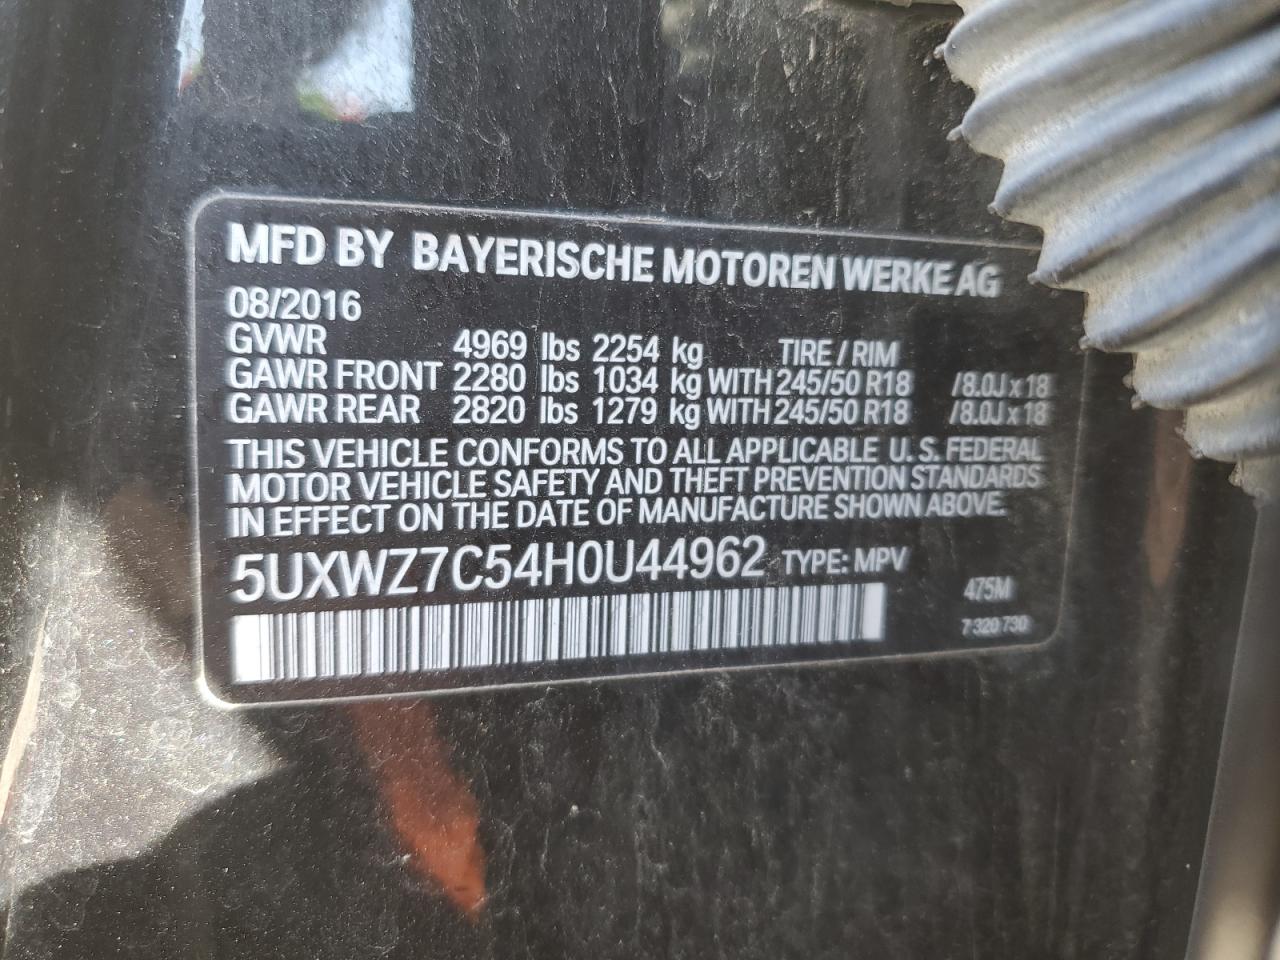 MFD BY BAYERISCHE MOTOREN WERKE AG
08/2016
GVWR 4969 lbs 2254 kg TIRE / RIM
GAWR FRONT 2280 lbs 1034 kg WITH 245/50 R18 /8.0J x 18
GAWR REAR 2820 lbs 1279 kg WITH 245/50 R18 /8.0J x 18
THIS VEHICLE CONFORMS TO ALL APPLICABLE U.S. FEDERAL
MOTOR VEHICLE SAFETY AND THEFT PREVENTION STANDARDS
IN EFFECT ON THE DATE OF MANUFACTURE SHOWN ABOVE.
5UXWZ7C54H0U44962 TYPE: MPV
475M
7 320 730